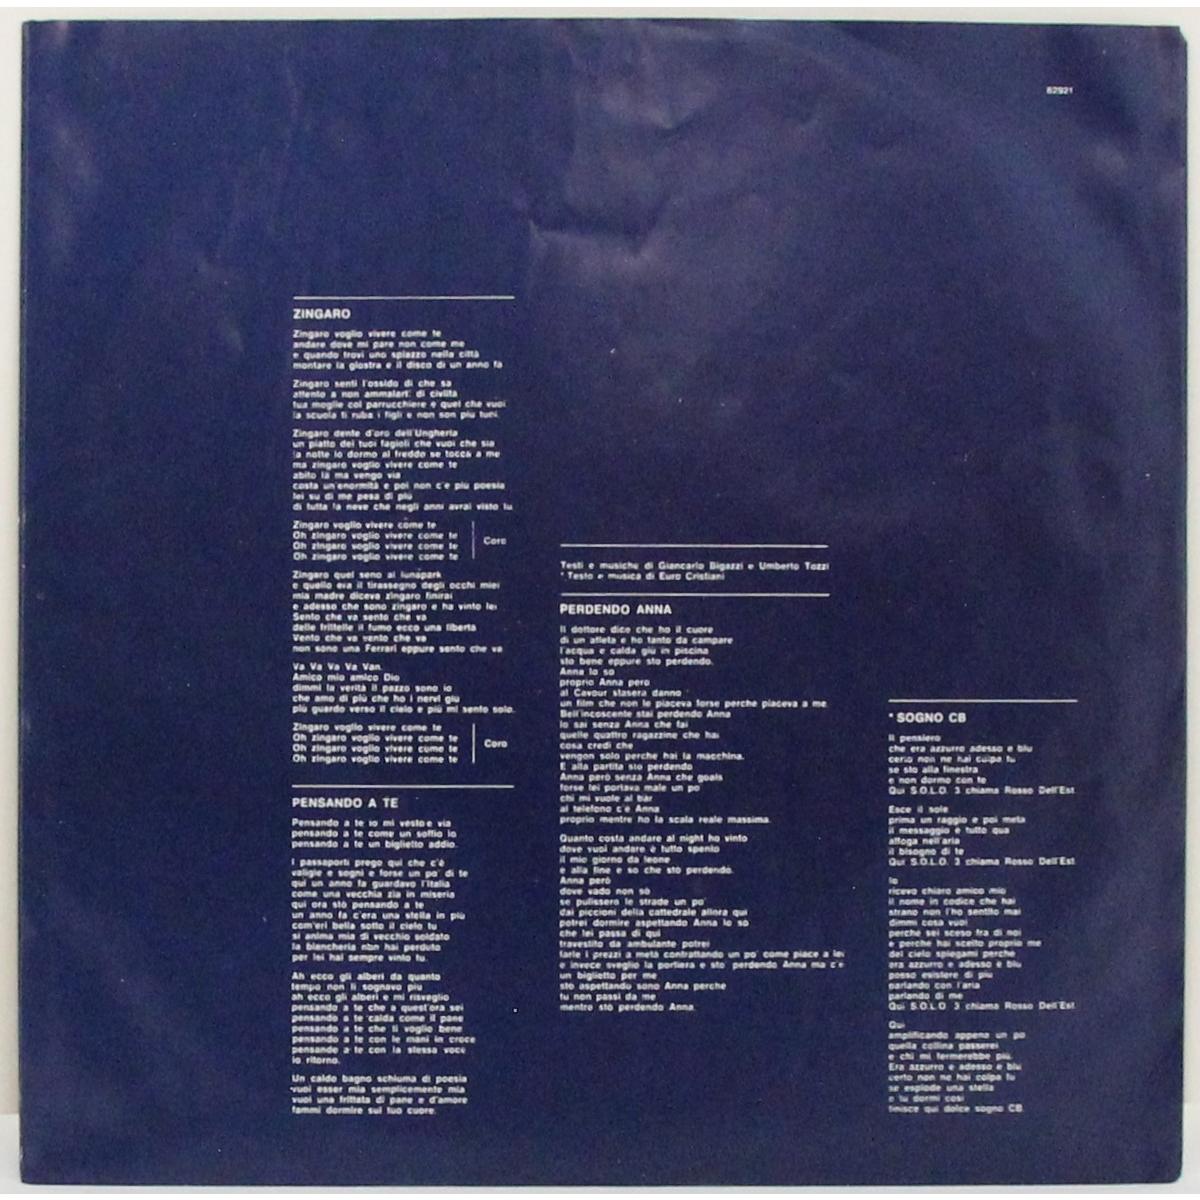 62921
ZINGARO
Zingaro voglio vivere come te
andare dove mi pare non come me
e quando trovi uno spiazzo nella città
montare la giostra e il disco di un anno fa
Zingaro senti l'ossido di che sa
attento a non ammalarti di civiltà
tua moglie col parrucchiere e quel che vuoi
la scuola ti ruba i figli e non son più tuoi.
Zingaro dente d'oro dell'Ungheria
un piatto dei tuoi fagioli che vuoi che sia
la notte io dormo al freddo se tocca a me
ma zingaro voglio vivere come te
abito là ma vengo via
costa un'enormità e poi non c'è più poesia
lei su di me pesa di più
di tutta la neve che negli anni avrai visto tu.
Zingaro voglio vivere come te
Oh zingaro voglio vivere come te
Oh zingaro voglio vivere come te
Oh zingaro voglio vivere come te
Coro
Zingaro quel seno al lunapark
e quello era il tirassegno degli occhi miei
mia madre diceva zingaro finirai
e adesso che sono zingaro e ha vinto lei
Sento che va sento che va
delle frittelle il fumo ecco una libertà
Vento che va vento che va
non sono una Ferrari eppure sento che va
Va Va Va Va Van.
Amico mio amico Dio
dimmi la verità il pazzo sono io
che amo di più che ho i nervi giù
più guardo verso il cielo e più mi sento solo.
Zingaro voglio vivere come te
Oh zingaro voglio vivere come te
Oh zingaro voglio vivere come te
Oh zingaro voglio vivere come te
Coro
PENSANDO A TE
Pensando a te io mi vesto e via
pensando a te come un soffio io
pensando a te un biglietto addio.
I passaporti prego qui che c'è
valigie e sogni e forse un po' di te
qui un anno fa guardavo l'Italia
come una vecchia zia in miseria
qui ora stò pensando a te
un anno fa c'era una stella in più
com'eri bella sotto il cielo tu
si anima mia di vecchio soldato
la biancheria non hai perduto
per lei hai sempre vinto tu.
Ah ecco gli alberi da quanto
tempo non li sognavo più
ah ecco gli alberi e mi risveglio
pensando a te che a quest'ora sei
pensando a te calda come il pane
pensando a te che ti voglio bene
pensando a te con le mani in croce
pensando a te con la stessa voce
io ritorno.
Un caldo bagno schiuma di poesia
vuoi esser mia semplicemente mia
vuoi una frittata di pane e d'amore
fammi dormire sul tuo cuore.
Testi e musiche di Giancarlo Bigazzi e Umberto Tozzi
* Testo e musica di Euro Cristiani
PERDENDO ANNA
Il dottore dice che ho il cuore
di un atleta e ho tanto da campare
l'acqua è calda giù in piscina
sto bene eppure sto perdendo.
Anna lo so
proprio Anna però
al Cavour stasera danno
un film che non le piaceva forse perchè piaceva a me.
Bell'incoscente stai perdendo Anna
lo sai senza Anna che fai
quelle quattro ragazzine che hai
cosa credi che
vengon solo perchè hai la macchina.
E alla partita sto perdendo
Anna però senza Anna che goals
forse lei portava male un po'
chi mi vuole al bar
al telefono c'è Anna
proprio mentre ho la scala reale massima.
Quanto costa andare al night ho vinto
dove vuoi andare è tutto spento
il mio giorno da leone
è alla fine e so che stò perdendo.
Anna però
dove vado non sò
se pulissero le strade un po'
dai piccioni della cattedrale allora qui
potrei dormire aspettando Anna lo so
che lei passa di qui
travestito da ambulante potrei
farle i prezzi a metà contrattando un po' come piace a lei
e invece sveglio la portiera e stò perdendo Anna ma c'è
un biglietto per me
stò aspettando sono Anna perchè
tu non passi da me
mentre stò perdendo Anna.
* SOGNO CB
Il pensiero
che era azzurro adesso è blu
certo non ne hai colpa tu
se sto alla finestra
e non dormo con te
Qui S.O.L.O. 3 chiama Rosso Dell'Est.
Esce il sole
prima un raggio e poi metà
il messaggio è tutto qua
affoga nell'aria
il bisogno di te
Qui S.O.L.O. 3 chiama Rosso Dell'Est
Io
ricevo chiaro amico mio
il nome in codice che hai
strano non l'ho sentito mai
dimmi cosa vuoi
perchè sei sceso fra di noi
e perchè hai scelto proprio me
del cielo spiegami perchè
era azzurro e adesso è blu
posso esistere di più
parlando con l'aria
parlando di me
Qui S.O.L.O. 3 chiama Rosso Dell'Est
Qui
amplificando appena un po'
quella collina passerei
e chi mi fermerebbe più.
Era azzurro e adesso è blu
certo non ne hai colpa tu
se esplode una stella
e tu dormi così
finisce qui dolce sogno CB.